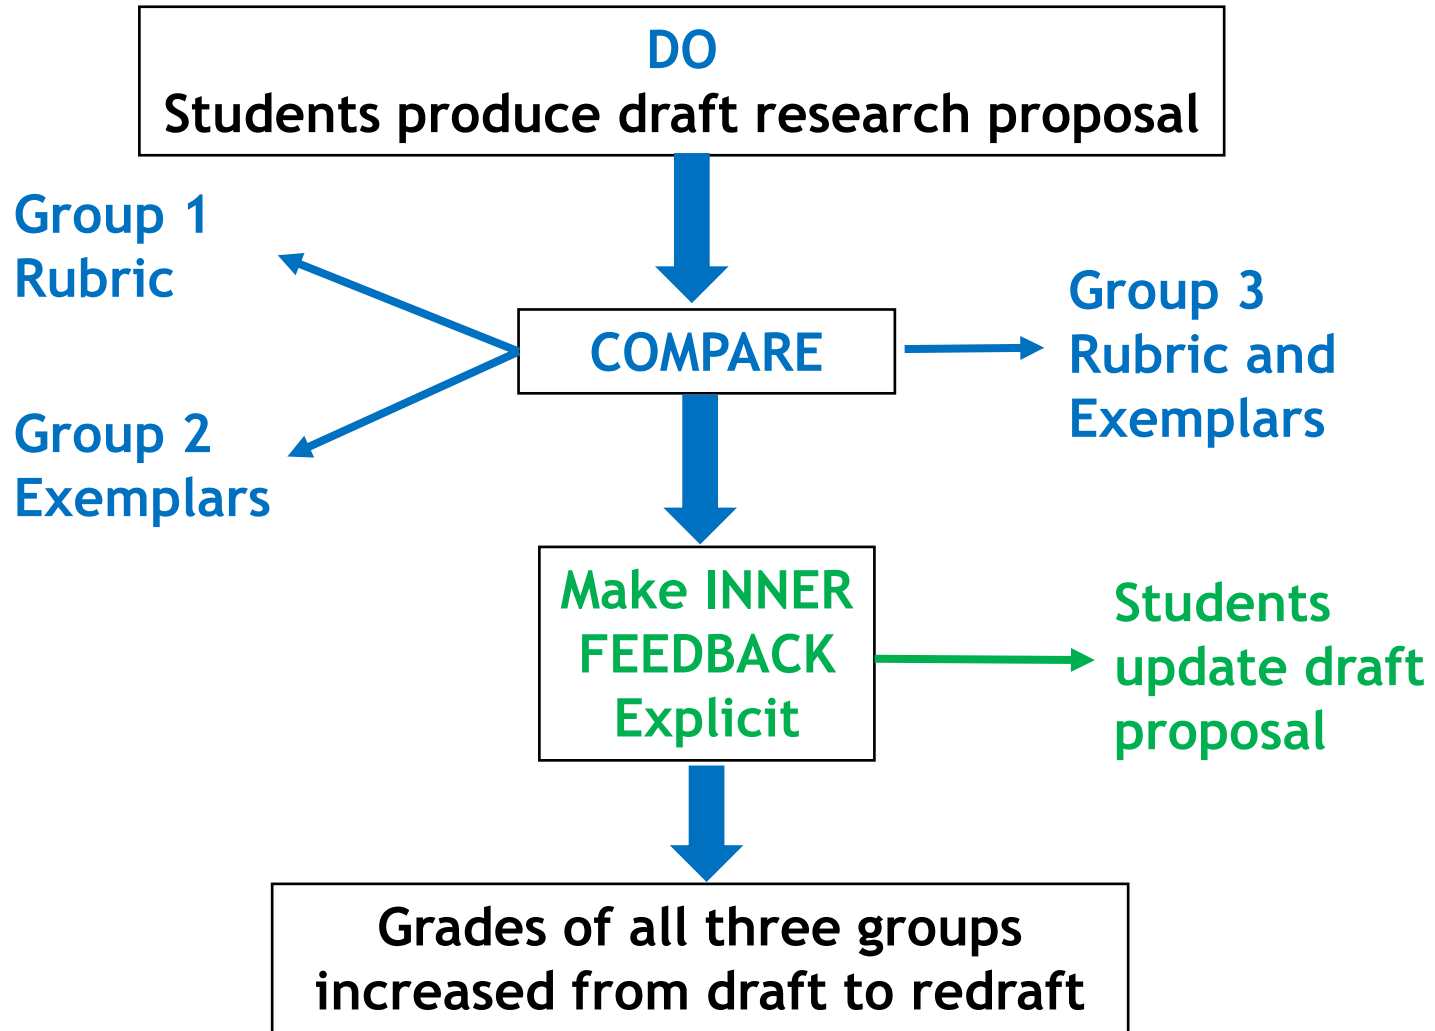 DO
Students produce draft research proposal
Group 1
Rubric
Group 2
Exemplars
COMPARE
Group 3
Rubric and
Exemplars
Make INNER
FEEDBACK
Explicit
Students
update draft
proposal
Grades of all three groups
increased from draft to redraft